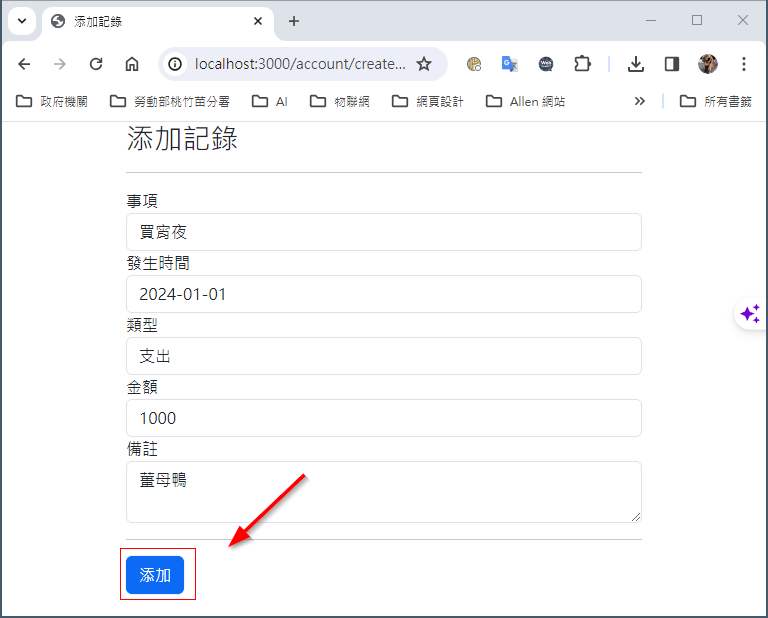 添加記錄
localhost:3000/account/create...
政府機關
勞動部桃竹苗分署
AI
物聯網
網頁設計
Allen 網站
所有書籤
添加記錄
事項
買宵夜
發生時間
2024-01-01
類型
支出
金額
1000
備註
薑母鴨
添加